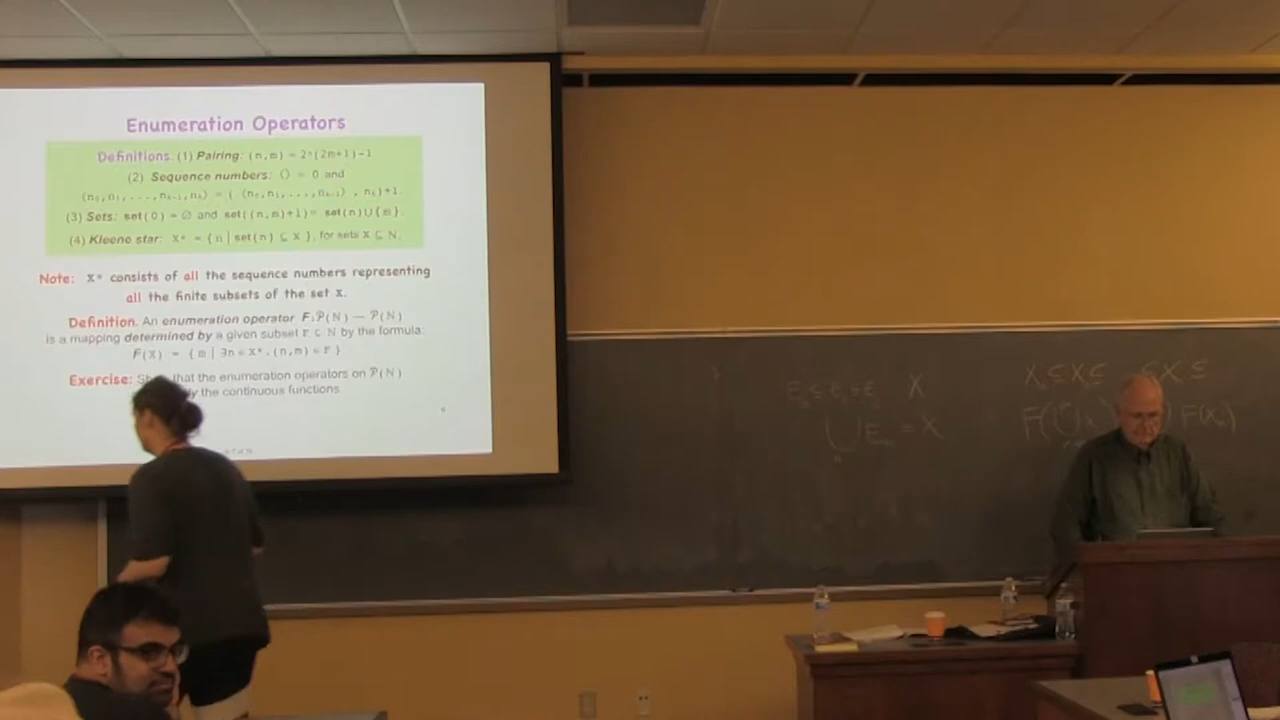 Enumeration Operators
Definitions. (1) Pairing: (n,m) = 2ⁿ(2m+1)-1
(2) Sequence numbers: ⟨⟩ = 0 and
⟨n₀,n₁,...,nₖ₋₁,nₖ⟩ = (⟨n₀,n₁,...,nₖ₋₁⟩, nₖ)+1.
(3) Sets: set(0) = ∅ and set((n,m)+1) = set(n)∪{m}.
(4) Kleene star: X* = {n | set(n) ⊆ X}, for sets X ⊆ N.
Note: X* consists of all the sequence numbers representing
all the finite subsets of the set X.
Definition. An enumeration operator F:P(N) → P(N)
is a mapping determined by a given subset F ⊆ N by the formula:
F(X) = {m | ∃n∈X*.(n,m)∈F}
Exercise: that the enumeration operators on P(N)
the continuous functions.
6
X
X₀⊆X₁⊆
⋃Eₙ = X
F(⋃ F(Xₙ)